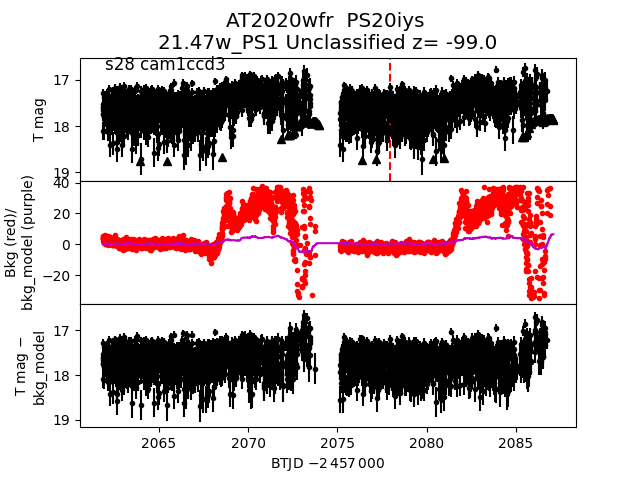 AT2020wfr PS20iys
21.47w_PS1 Unclassified z= -99.0
s28 cam1ccd3
17
18
19
T mag
40
20
0
−20
Bkg (red)/
bkg_model (purple)
17
18
19
T mag −
bkg_model
2065
2070
2075
2080
2085
BTJD −2 457 000